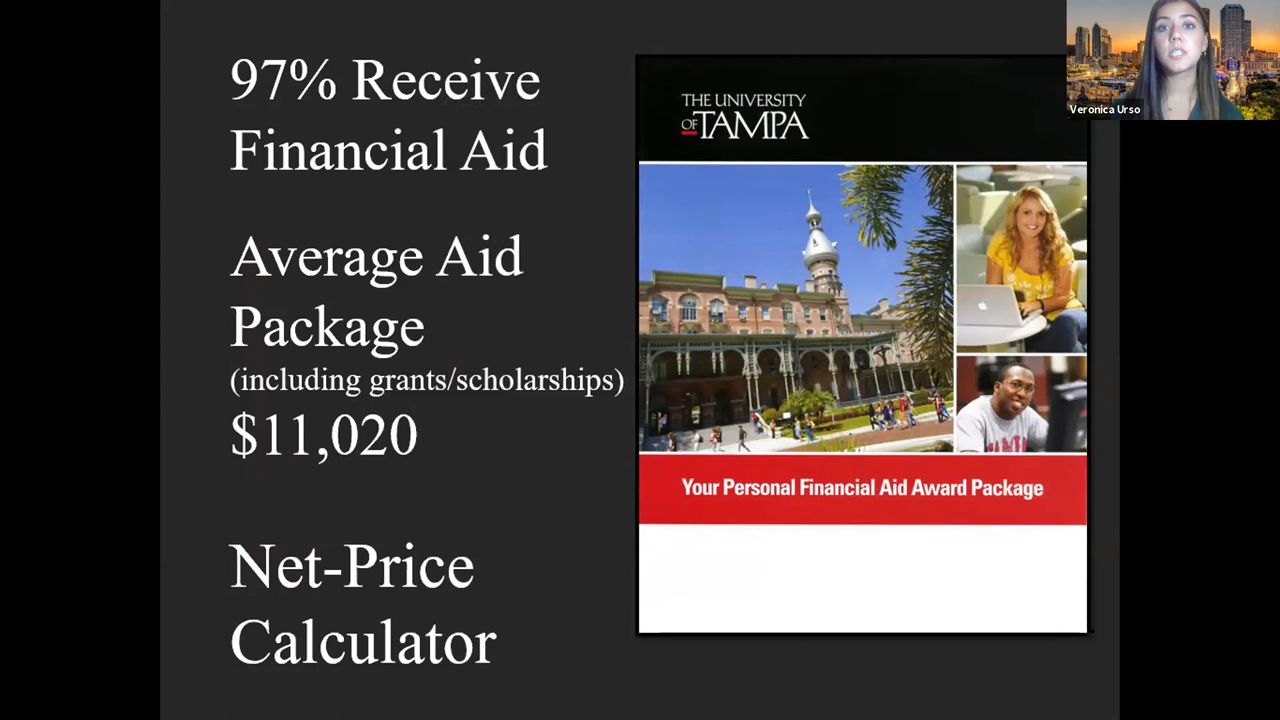 97% Receive
Financial Aid
Average Aid
Package
(including grants/scholarships)
$11,020
Net-Price
Calculator
THE UNIVERSITY
OF TAMPA
Your Personal Financial Aid Award Package
Veronica Urso